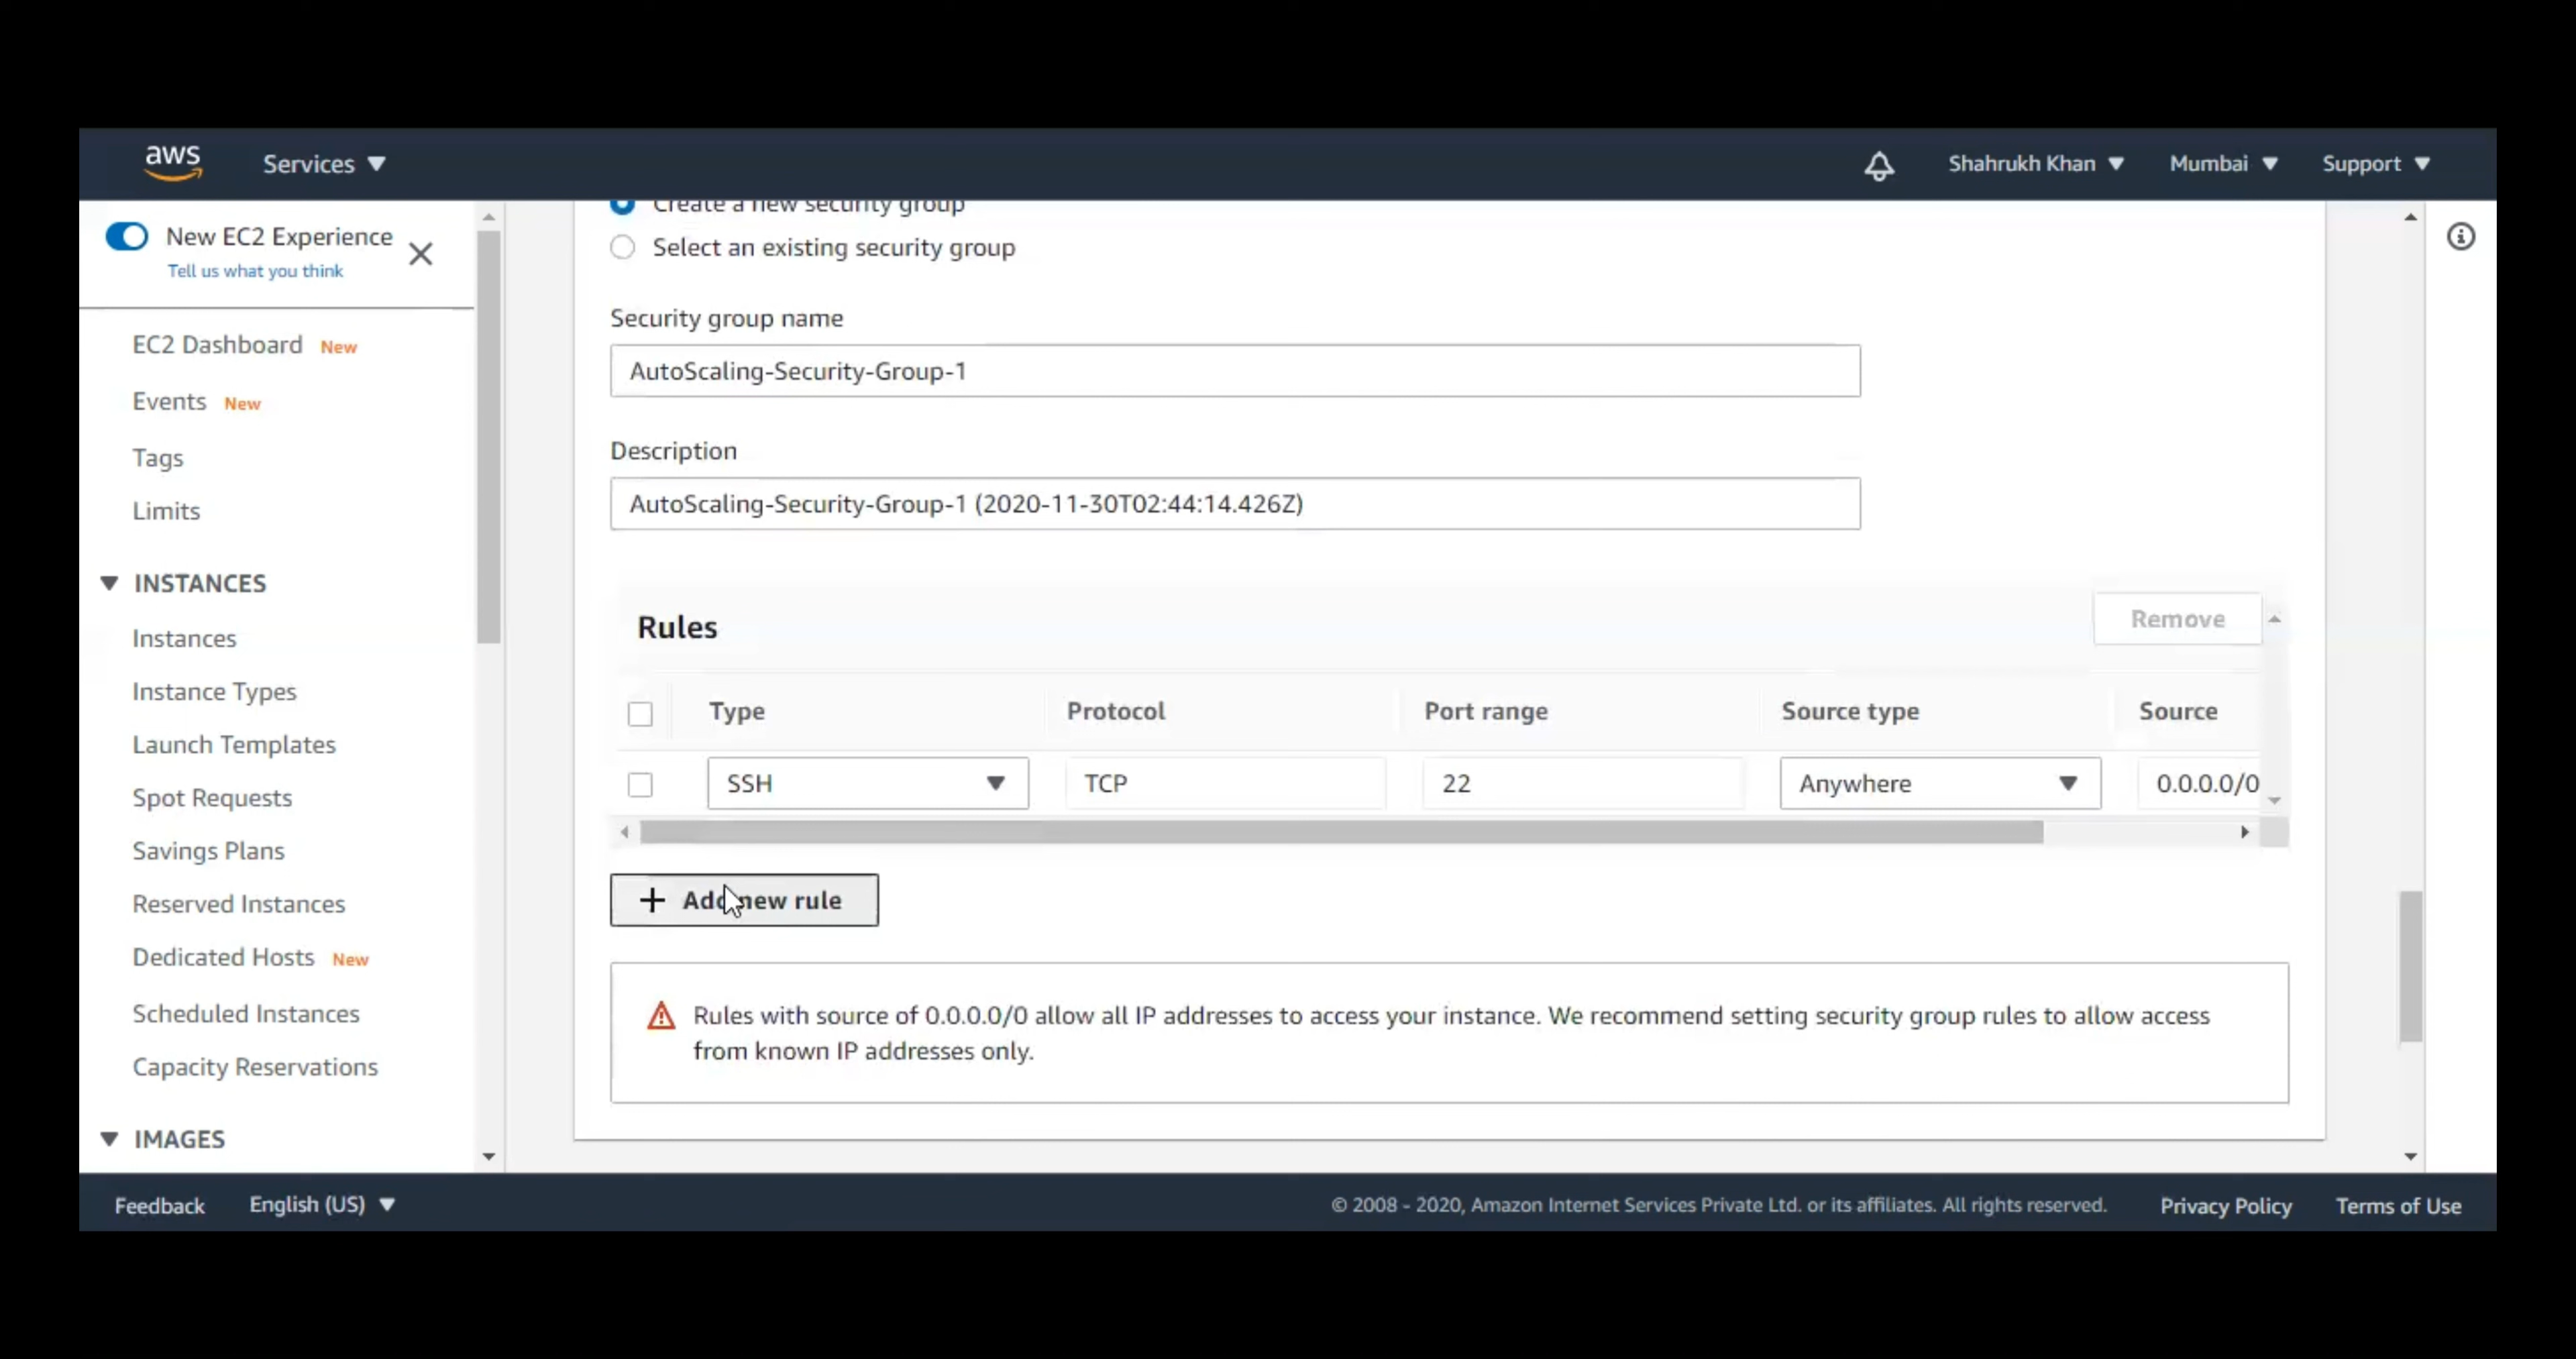 aws Services Shahrukh Khan Mumbai Support
New EC2 Experience
Tell us what you think
EC2 Dashboard New
Events New
Tags
Limits
INSTANCES
Instances
Instance Types
Launch Templates
Spot Requests
Savings Plans
Reserved Instances
Dedicated Hosts New
Scheduled Instances
Capacity Reservations
IMAGES
Create a new security group
Select an existing security group
Security group name
AutoScaling-Security-Group-1
Description
AutoScaling-Security-Group-1 (2020-11-30T02:44:14.426Z)
Rules Remove
Type Protocol Port range Source type Source
SSH TCP 22 Anywhere 0.0.0.0/0
Add new rule
Rules with source of 0.0.0.0/0 allow all IP addresses to access your instance. We recommend setting security group rules to allow access
from known IP addresses only.
Feedback English (US) © 2008 - 2020, Amazon Internet Services Private Ltd. or its affiliates. All rights reserved. Privacy Policy Terms of Use